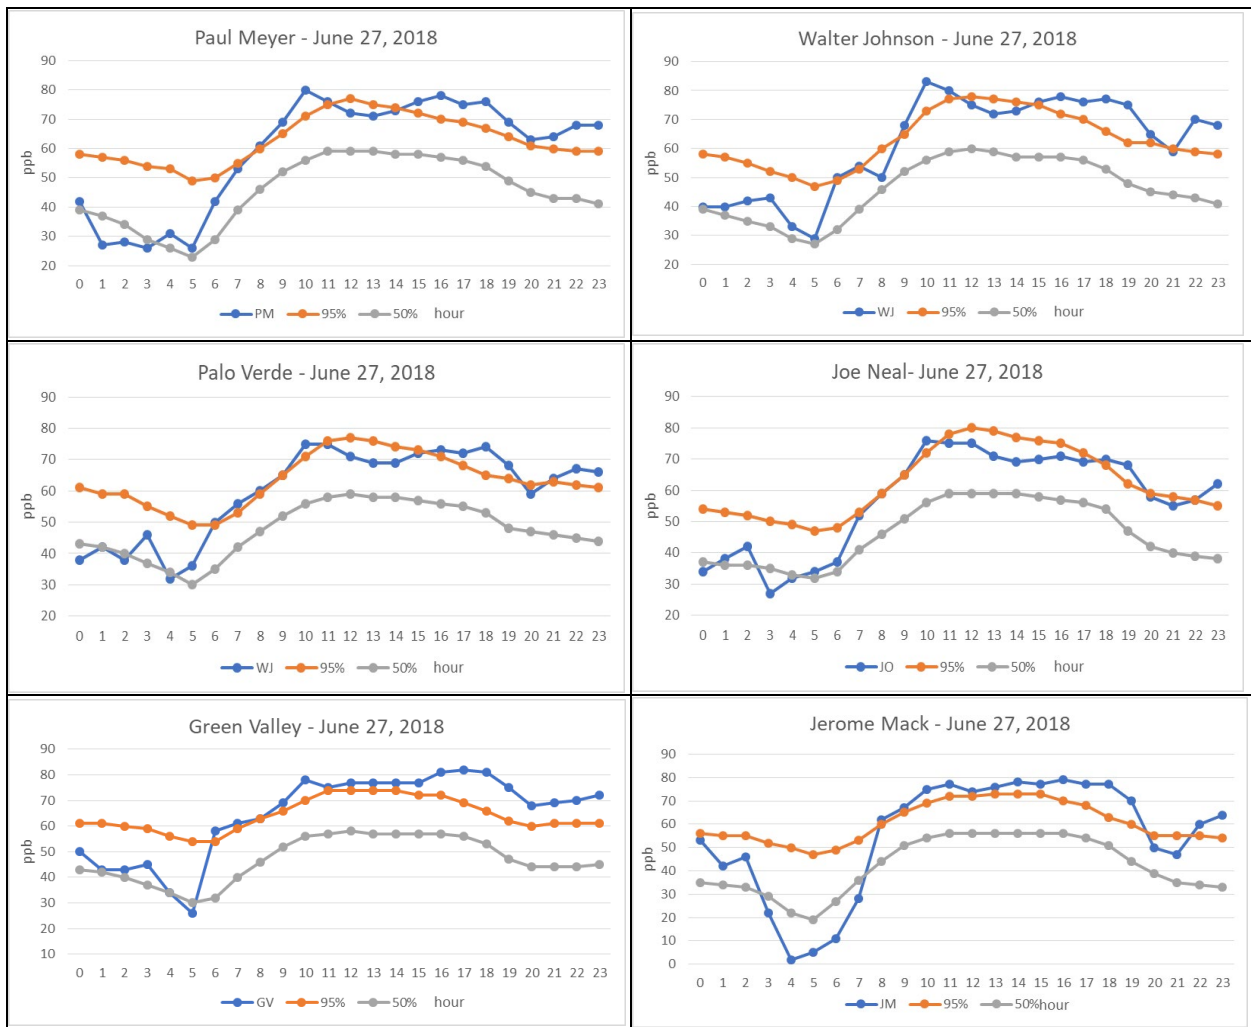 Paul Meyer - June 27, 2018
90
80
70
60
50
40
30
20
ppb
0 1 2 3 4 5 6 7 8 9 10 11 12 13 14 15 16 17 18 19 20 21 22 23
PM 95% 50% hour
Walter Johnson - June 27, 2018
90
80
70
60
50
40
30
20
ppb
0 1 2 3 4 5 6 7 8 9 10 11 12 13 14 15 16 17 18 19 20 21 22 23
WJ 95% 50% hour
Palo Verde - June 27, 2018
90
80
70
60
50
40
30
20
ppb
0 1 2 3 4 5 6 7 8 9 10 11 12 13 14 15 16 17 18 19 20 21 22 23
WJ 95% 50% hour
Joe Neal- June 27, 2018
90
80
70
60
50
40
30
20
ppb
0 1 2 3 4 5 6 7 8 9 10 11 12 13 14 15 16 17 18 19 20 21 22 23
JO 95% 50% hour
Green Valley - June 27, 2018
90
80
70
60
50
40
30
20
10
ppb
0 1 2 3 4 5 6 7 8 9 10 11 12 13 14 15 16 17 18 19 20 21 22 23
GV 95% 50% hour
Jerome Mack - June 27, 2018
90
80
70
60
50
40
30
20
10
0
ppb
0 1 2 3 4 5 6 7 8 9 10 11 12 13 14 15 16 17 18 19 20 21 22 23
JM 95% 50% hour